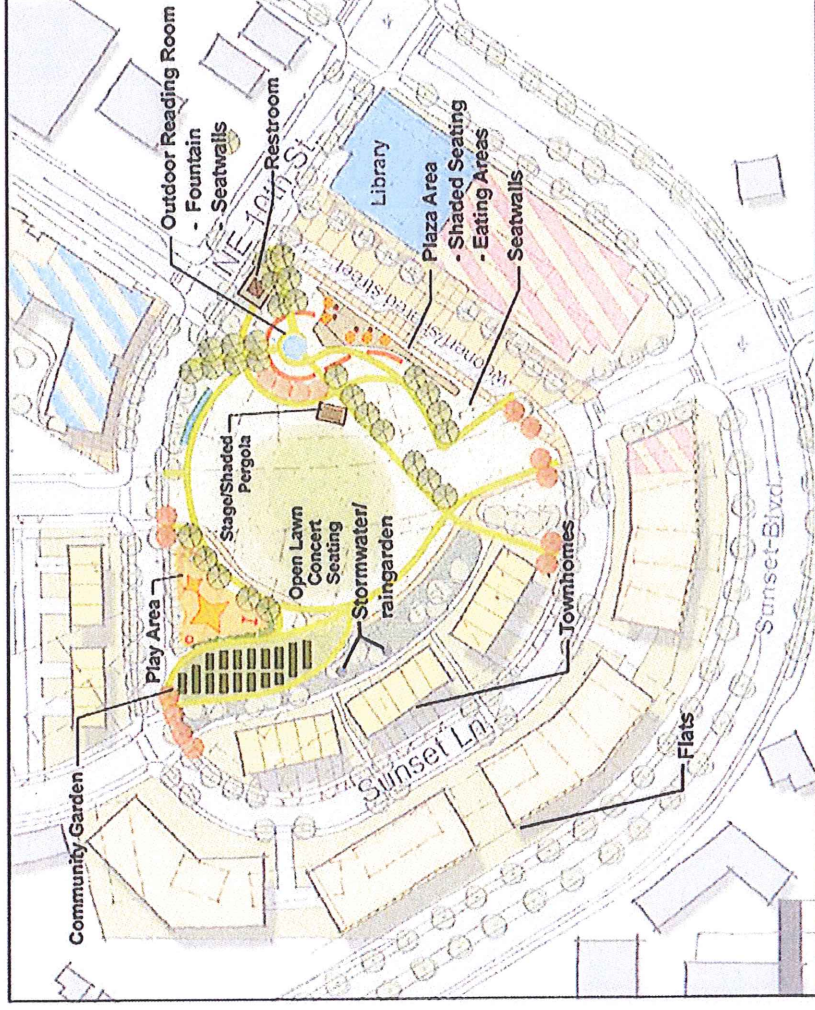 Community Garden
Play Area
Stage/Shaded
Pergola
Open Lawn
Concert
Seating
Stormwater/
raingarden
Outdoor Reading Room
- Fountain
- Seatwalls
NE 10th St
Restroom
Library
Plaza Area
- Shaded Seating
- Eating Areas
Seatwalls
Townhomes
Sunset Ln
Flats
Sunset Blvd